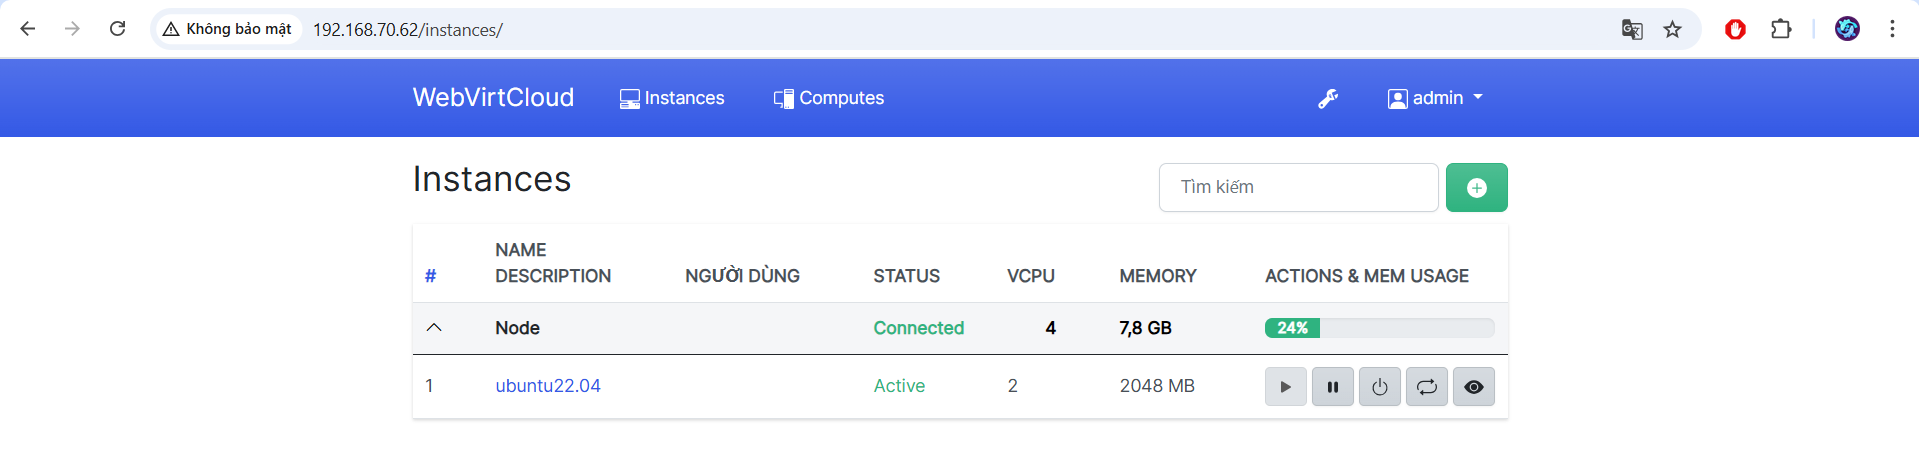 Không bảo mật 192.168.70.62/instances/
WebVirtCloud Instances Computes admin
Instances
Tìm kiếm
NAME
# DESCRIPTION NGƯỜI DÙNG STATUS VCPU MEMORY ACTIONS & MEM USAGE
Node Connected 4 7,8 GB 24%
1 ubuntu22.04 Active 2 2048 MB